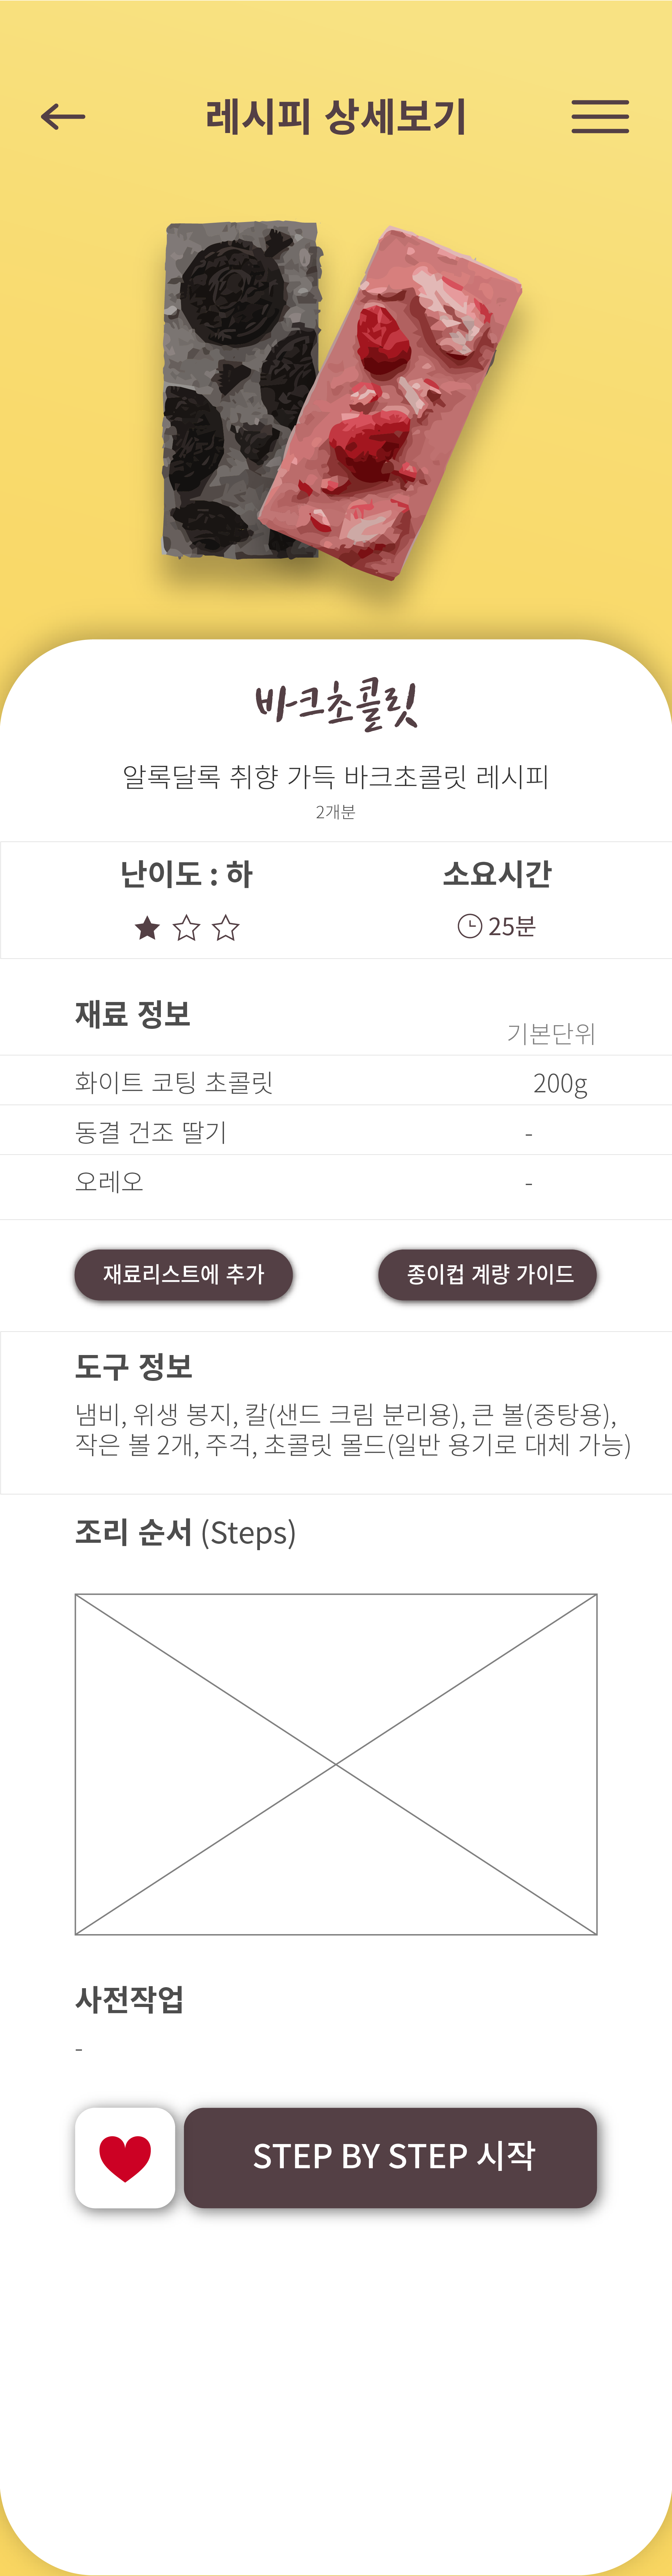 레시피 상세보기
바크초콜릿
알록달록 취향 가득 바크초콜릿 레시피
2개분
난이도 : 하
소요시간
25분
재료 정보
기본단위
화이트 코팅 초콜릿 200g
동결 건조 딸기 -
오레오 -
재료리스트에 추가
종이컵 계량 가이드
도구 정보
냄비, 위생 봉지, 칼(샌드 크림 분리용), 큰 볼(중탕용),
작은 볼 2개, 주걱, 초콜릿 몰드(일반 용기로 대체 가능)
조리 순서 (Steps)
사전작업
-
STEP BY STEP 시작